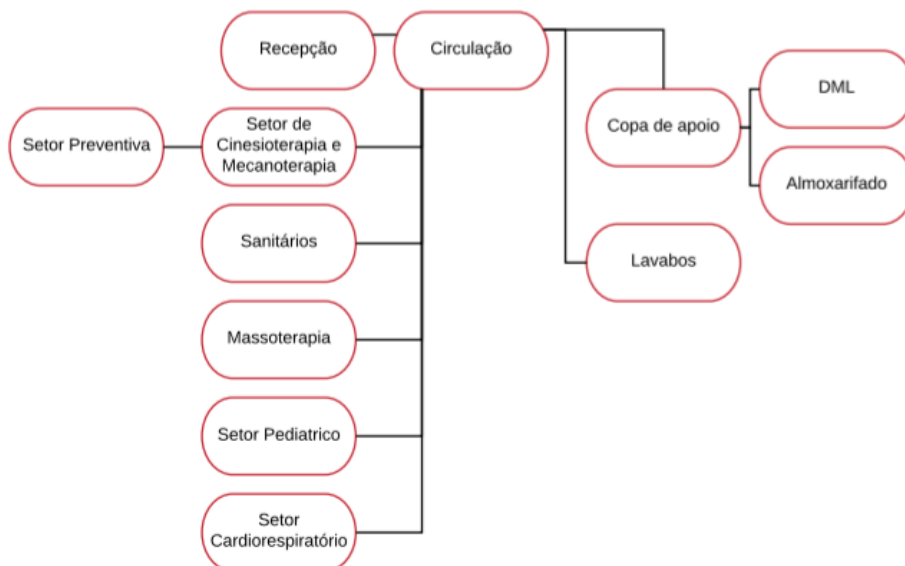 Recepção
Circulação
DML
Copa de apoio
Setor Preventiva
Setor de
Cinesioterapia e
Mecanoterapia
Almoxarifado
Sanitários
Lavabos
Massoterapia
Setor Pediatrico
Setor
Cardiorespiratório